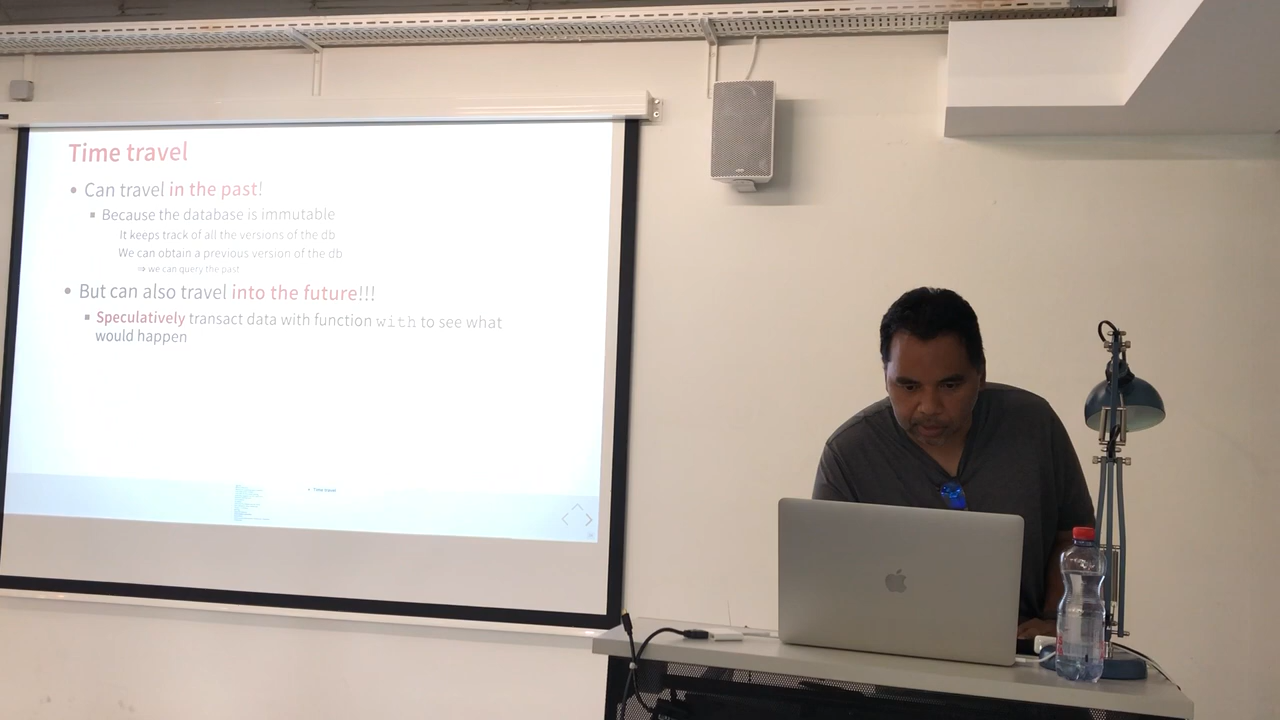 Time travel
• Can travel in the past!
▪ Because the database is immutable
It keeps track of all the versions of the db
We can obtain a previous version of the db
⇒ we can query the past
• But can also travel into the future!!!
▪ Speculatively transact data with function with to see what
would happen
• Time travel